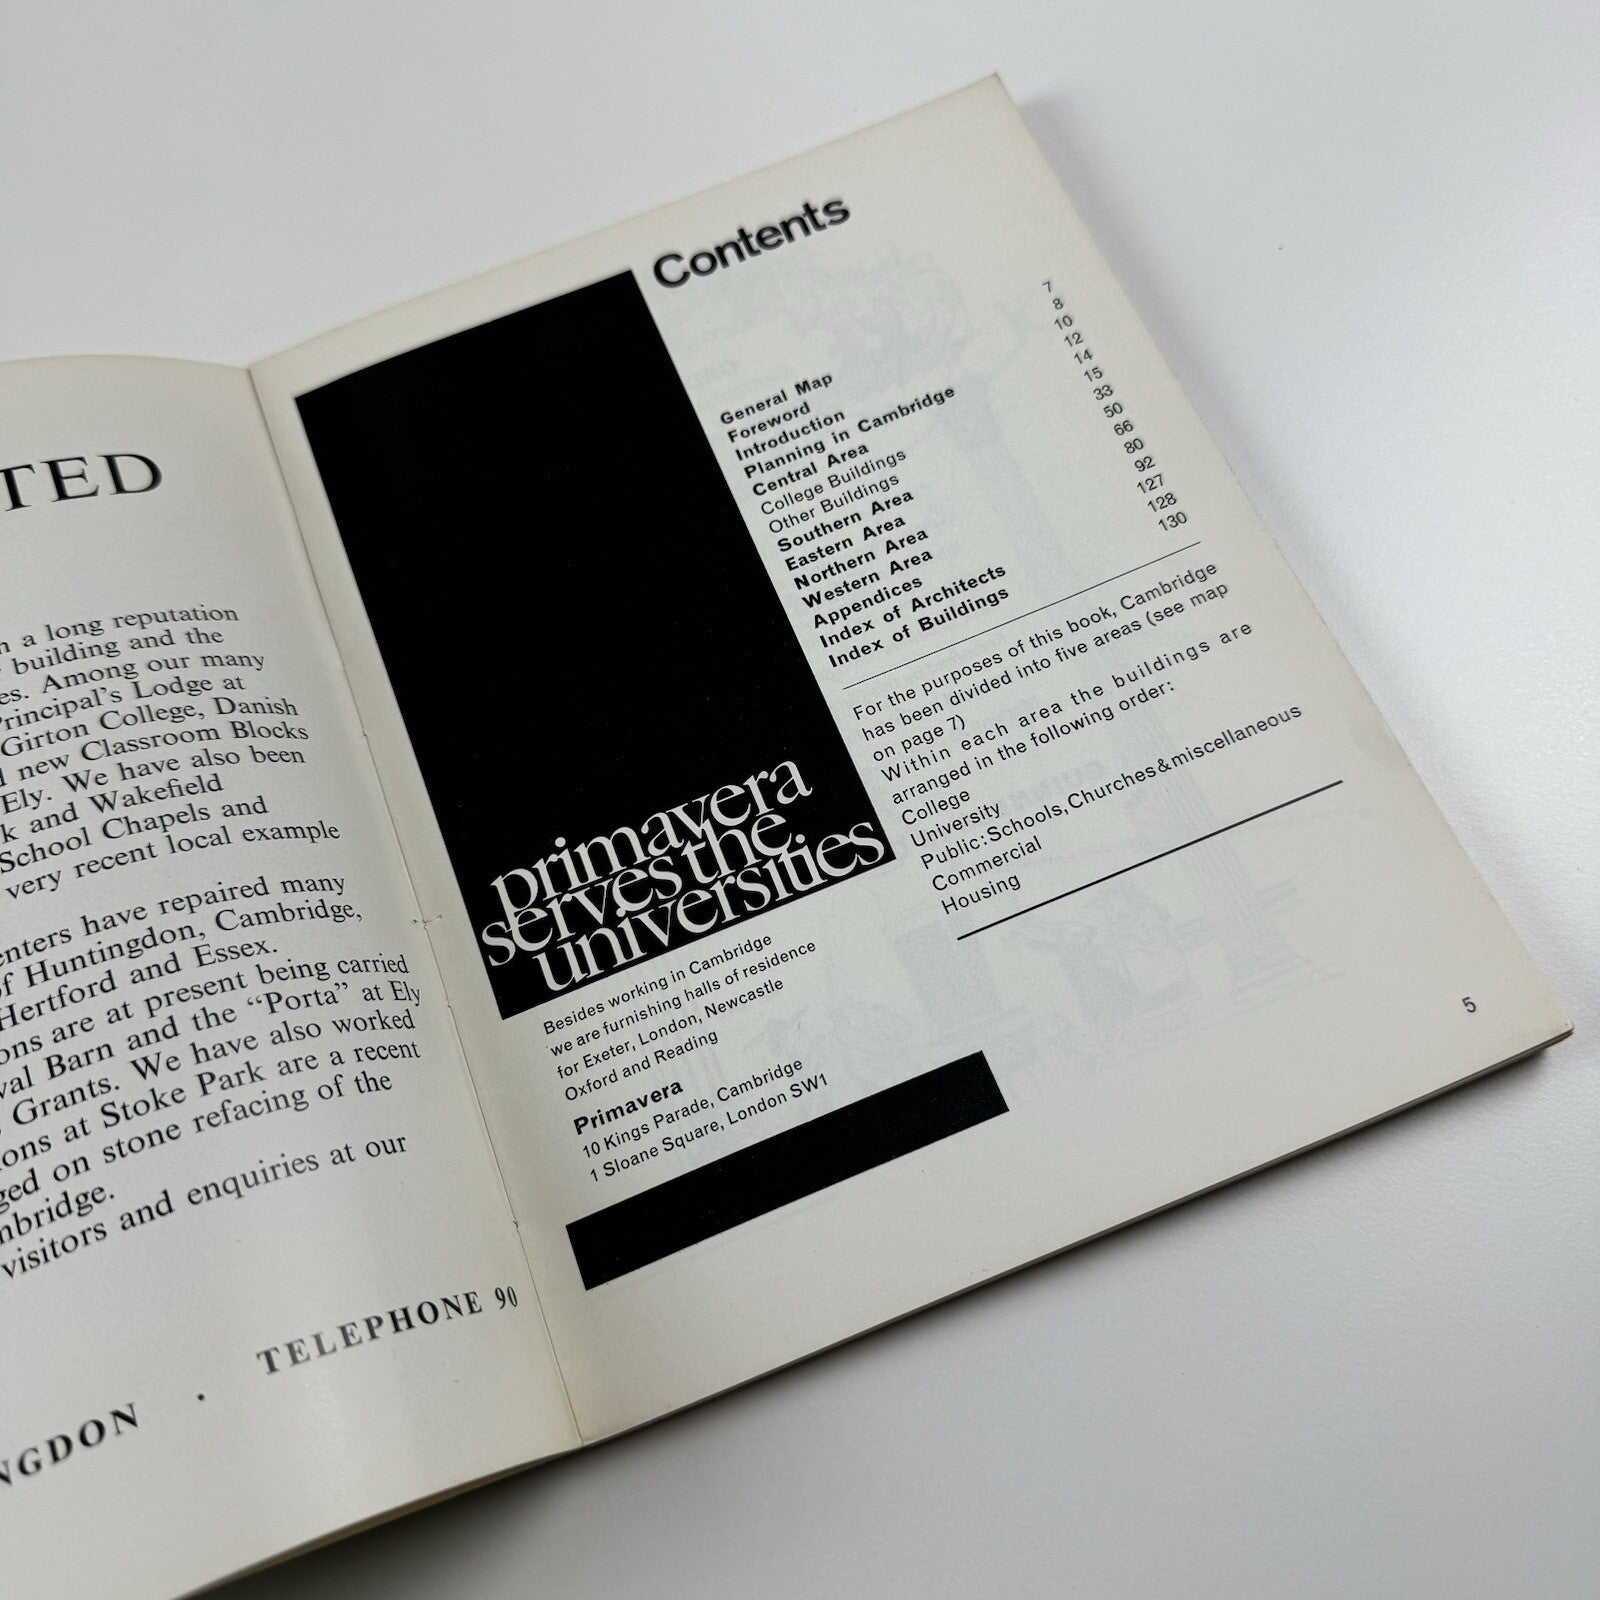 TED
n a long reputation
building and the
es. Among our many
Principal's Lodge at
Girton College, Danish
new Classroom Blocks
Ely. We have also been
k and Wakefield
School Chapels and
very recent local example
enters have repaired many
of Huntingdon, Cambridge,
Hertford and Essex.
ons are at present being carried
val Barn and the “Porta” at Ely
Grants. We have also worked
ions at Stoke Park are a recent
ged on stone refacing of the
mbridge.
visitors and enquiries at our
NGDON · TELEPHONE 90
Contents
General Map 7
Foreword 8
Introduction 10
Planning in Cambridge 12
Central Area 14
College Buildings 15
Other Buildings 33
Southern Area 50
Eastern Area 66
Northern Area 80
Western Area 92
Appendices 127
Index of Architects 128
Index of Buildings 130
For the purposes of this book, Cambridge
has been divided into five areas (see map
on page 7)
Within each area the buildings are
arranged in the following order:
College
University
Public: Schools, Churches & miscellaneous
Commercial
Housing
primavera
serves the
universities
Besides working in Cambridge
we are furnishing halls of residence
for Exeter, London, Newcastle
Oxford and Reading
Primavera
10 Kings Parade, Cambridge
1 Sloane Square, London SW1
5